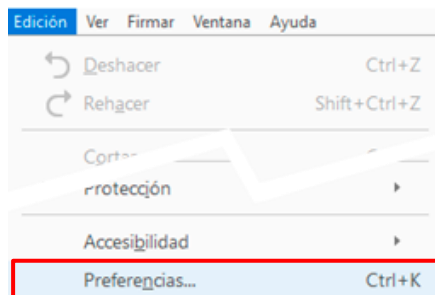 Edición Ver Firmar Ventana Ayuda
Deshacer Ctrl+Z
Rehacer Shift+Ctrl+Z
Protección
Accesibilidad
Preferencias... Ctrl+K